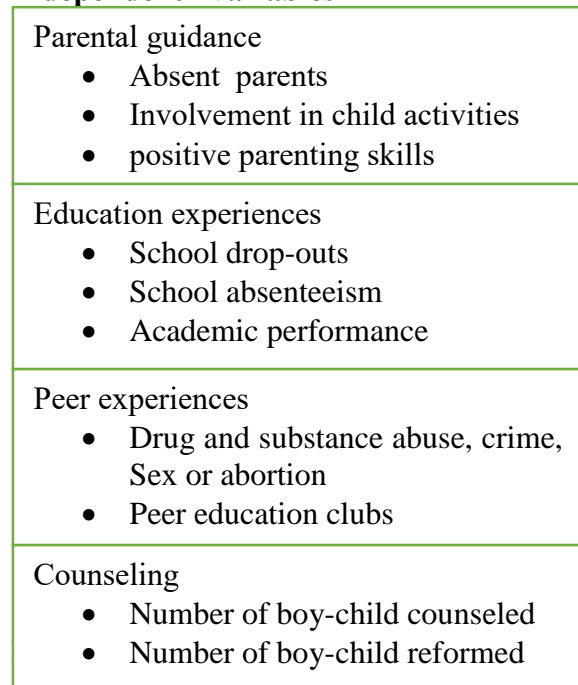 Parental guidance
• Absent parents
• Involvement in child activities
• positive parenting skills
Education experiences
• School drop-outs
• School absenteeism
• Academic performance
Peer experiences
• Drug and substance abuse, crime,
Sex or abortion
• Peer education clubs
Counseling
• Number of boy-child counseled
• Number of boy-child reformed